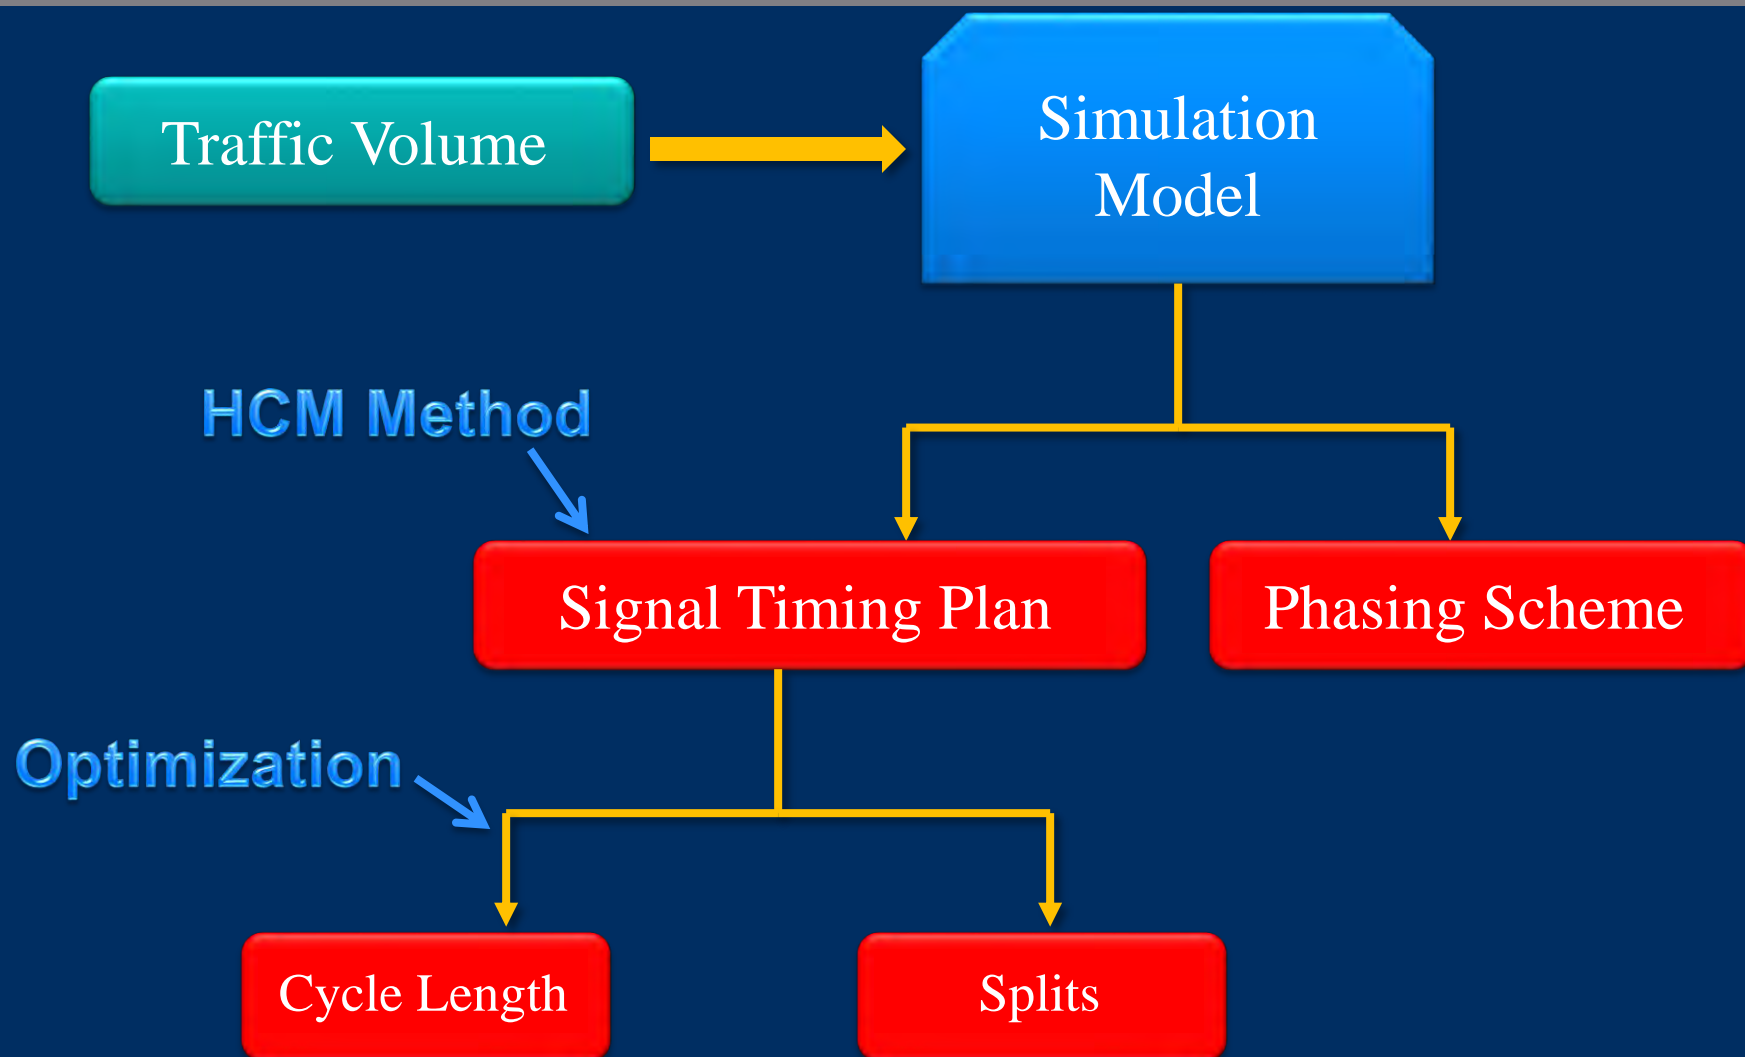 Traffic Volume
Simulation
Model
HCM Method
Signal Timing Plan
Phasing Scheme
Optimization
Cycle Length
Splits